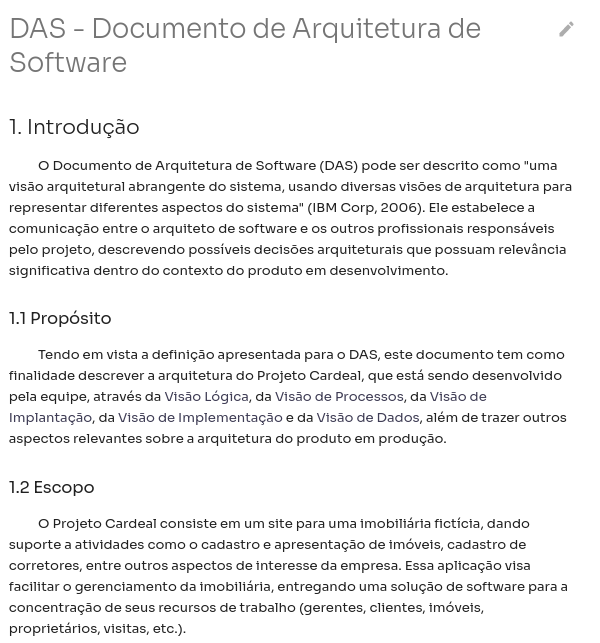 DAS - Documento de Arquitetura de
Software
1. Introdução
O Documento de Arquitetura de Software (DAS) pode ser descrito como "uma
visão arquitetural abrangente do sistema, usando diversas visões de arquitetura para
representar diferentes aspectos do sistema" (IBM Corp, 2006). Ele estabelece a
comunicação entre o arquiteto de software e os outros profissionais responsáveis
pelo projeto, descrevendo possíveis decisões arquiteturais que possuam relevância
significativa dentro do contexto do produto em desenvolvimento.
1.1 Propósito
Tendo em vista a definição apresentada para o DAS, este documento tem como
finalidade descrever a arquitetura do Projeto Cardeal, que está sendo desenvolvido
pela equipe, através da Visão Lógica, da Visão de Processos, da Visão de
Implantação, da Visão de Implementação e da Visão de Dados, além de trazer outros
aspectos relevantes sobre a arquitetura do produto em produção.
1.2 Escopo
O Projeto Cardeal consiste em um site para uma imobiliária fictícia, dando
suporte a atividades como o cadastro e apresentação de imóveis, cadastro de
corretores, entre outros aspectos de interesse da empresa. Essa aplicação visa
facilitar o gerenciamento da imobiliária, entregando uma solução de software para a
concentração de seus recursos de trabalho (gerentes, clientes, imóveis,
proprietários, visitas, etc.).